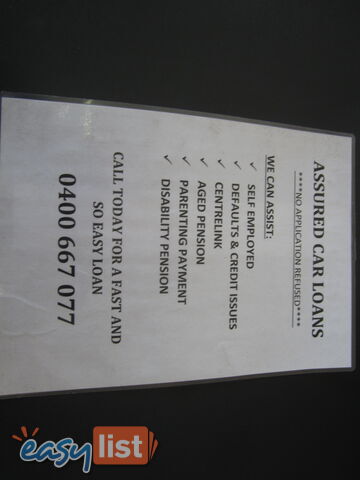 ASSURED CAR LOANS
****NO APPLICATION REFUSED****
WE CAN ASSIST:
✓ SELF EMPLOYED
✓ DEFAULTS & CREDIT ISSUES
✓ CENTRELINK
✓ AGED PENSION
✓ PARENTING PAYMENT
✓ DISABILITY PENSION
CALL TODAY FOR A FAST AND
SO EASY LOAN
0400 667 077
easylist